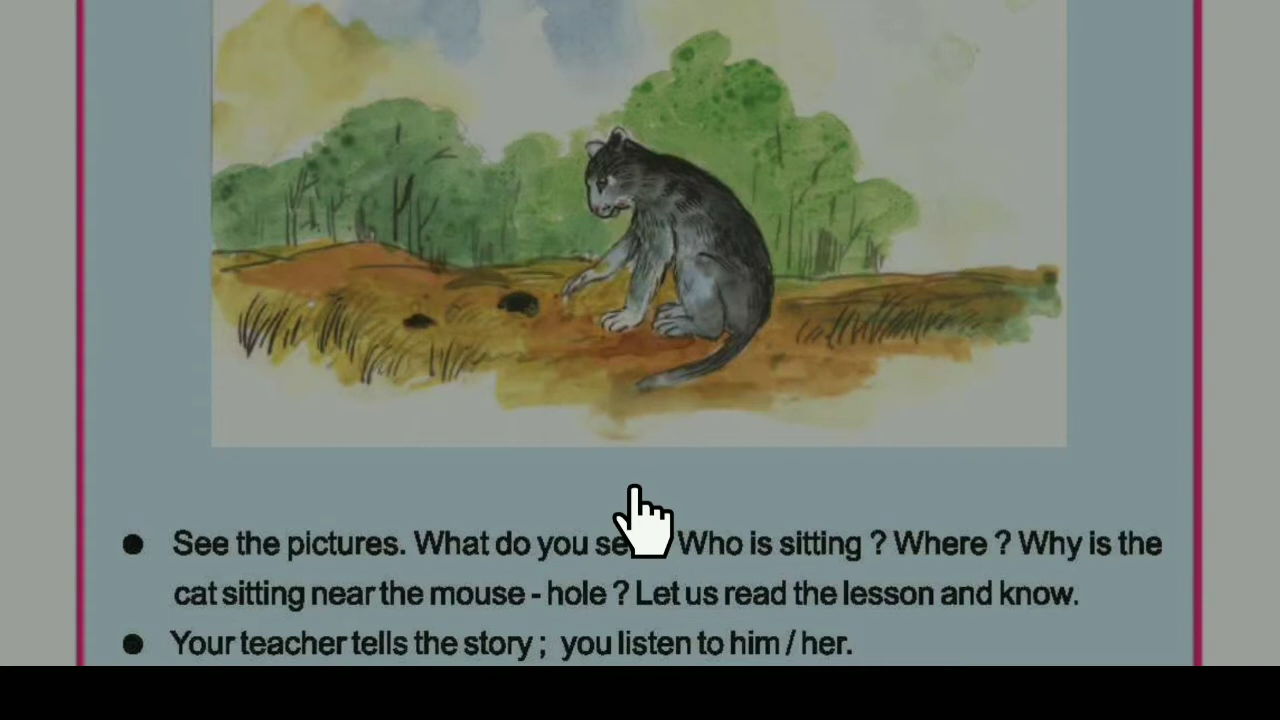 ● See the pictures. What do you se Who is sitting ? Where ? Why is the
cat sitting near the mouse - hole ? Let us read the lesson and know.
● Your teacher tells the story ; you listen to him / her.